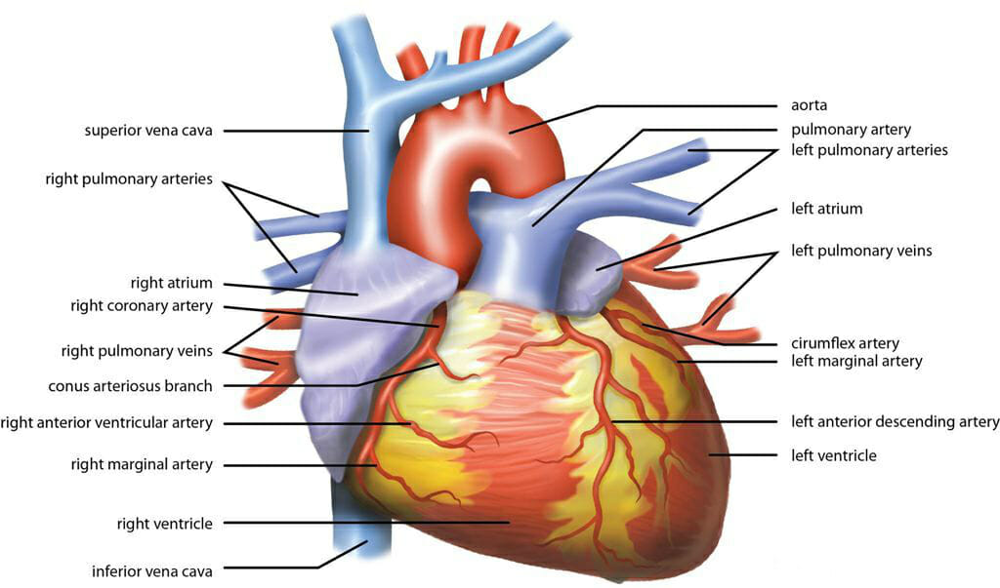 superior vena cava
right pulmonary arteries
right atrium
right coronary artery
right pulmonary veins
conus arteriosus branch
right anterior ventricular artery
right marginal artery
right ventricle
inferior vena cava
aorta
pulmonary artery
left pulmonary arteries
left atrium
left pulmonary veins
cirumflex artery
left marginal artery
left anterior descending artery
left ventricle